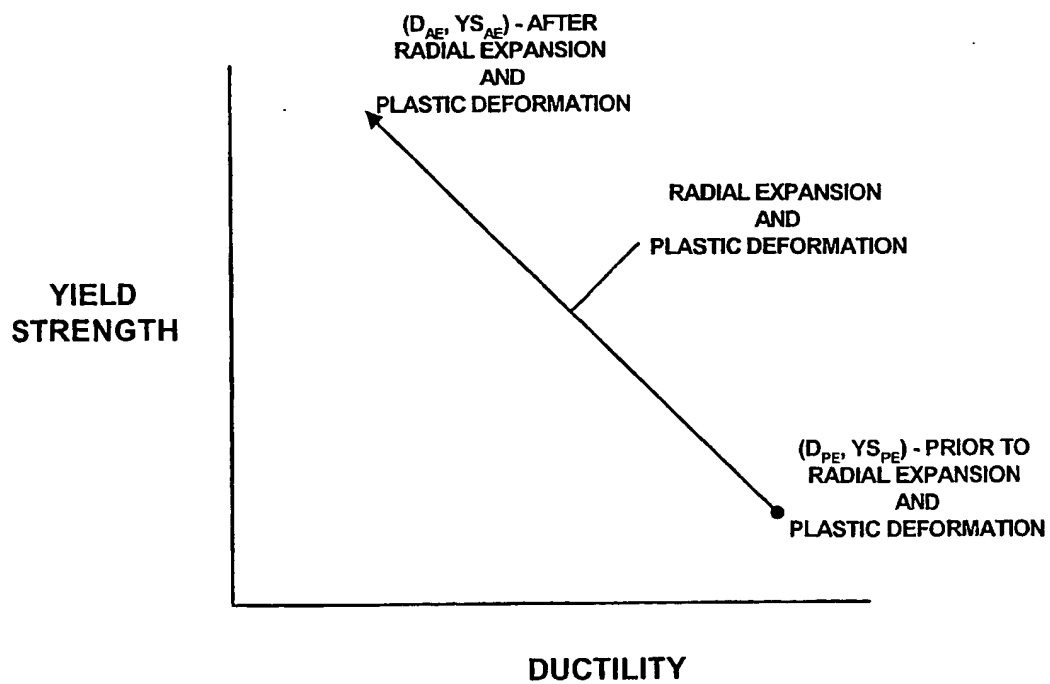 (D_AE, YS_AE) - AFTER
RADIAL EXPANSION
AND
PLASTIC DEFORMATION
RADIAL EXPANSION
AND
PLASTIC DEFORMATION
YIELD
STRENGTH
(D_PE, YS_PE) - PRIOR TO
RADIAL EXPANSION
AND
PLASTIC DEFORMATION
DUCTILITY